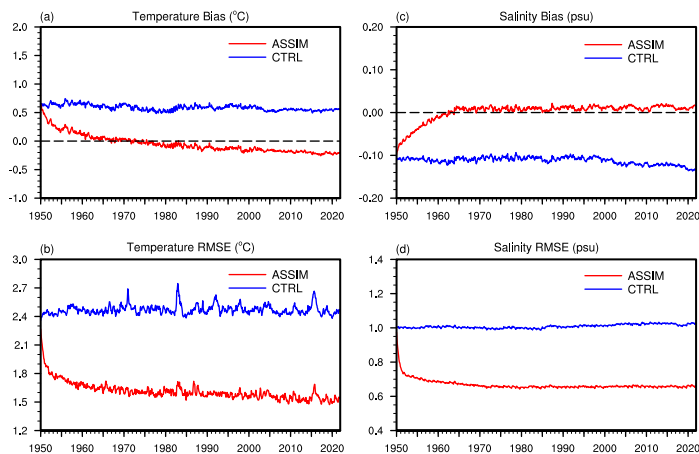 (a) Temperature Bias (°C)
2.0
1.5
1.0
0.5
0.0
-0.5
-1.0
ASSIM
CTRL
1950 1960 1970 1980 1990 2000 2010 2020
(c) Salinity Bias (psu)
0.20
0.10
0.00
-0.10
-0.20
ASSIM
CTRL
1950 1960 1970 1980 1990 2000 2010 2020
(b) Temperature RMSE (°C)
3.0
2.7
2.4
2.1
1.8
1.5
1.2
ASSIM
CTRL
1950 1960 1970 1980 1990 2000 2010 2020
(d) Salinity RMSE (psu)
1.4
1.2
1.0
0.8
0.6
0.4
ASSIM
CTRL
1950 1960 1970 1980 1990 2000 2010 2020